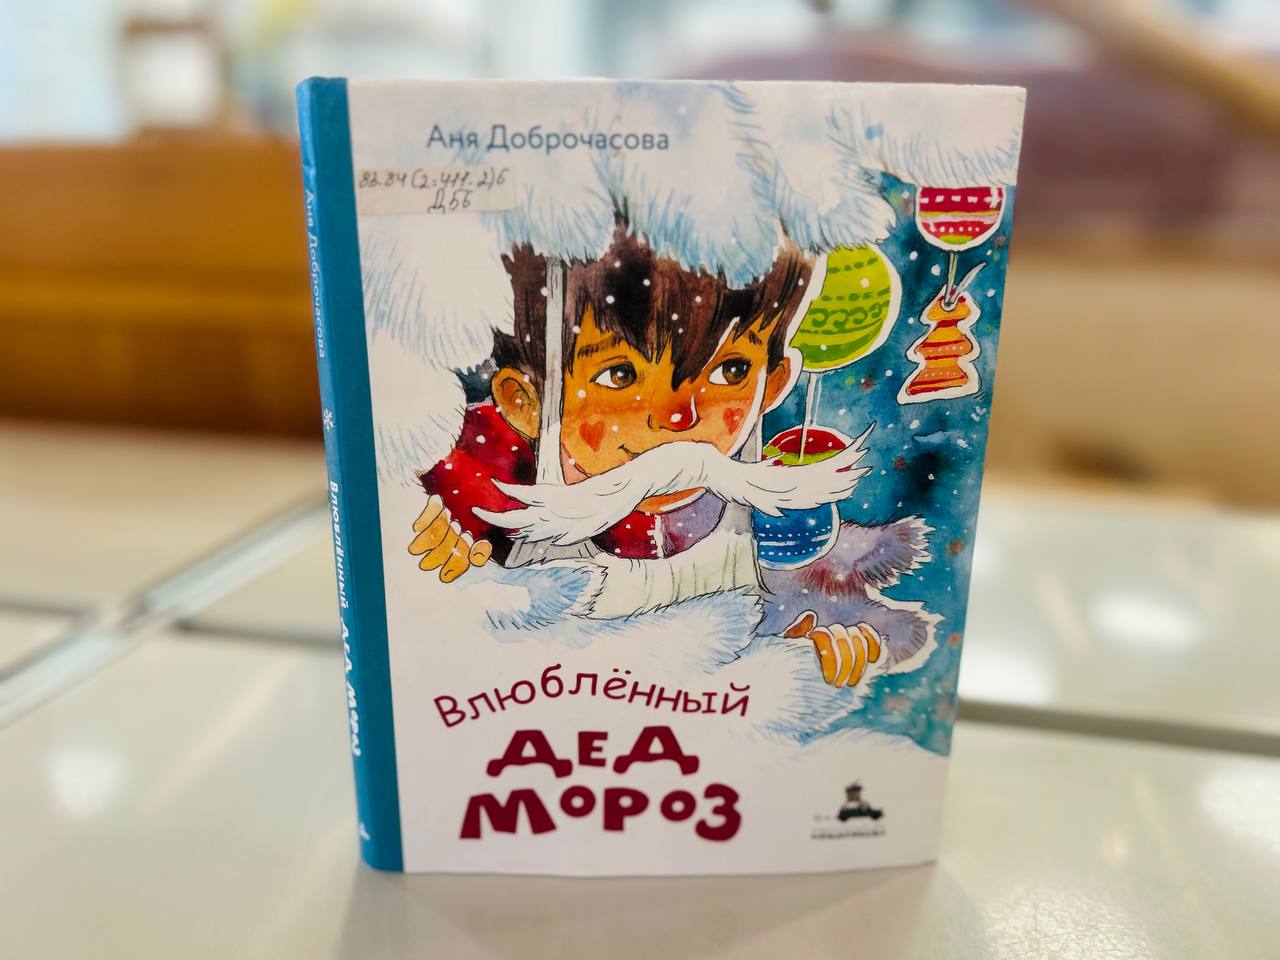 Аня Доброчасова
82.84(2=411.2)6
Д56
Влюблённый
ДЕД
МОРОЗ
Аня Доброчасова
Влюблённый ДЕД МОРОЗ